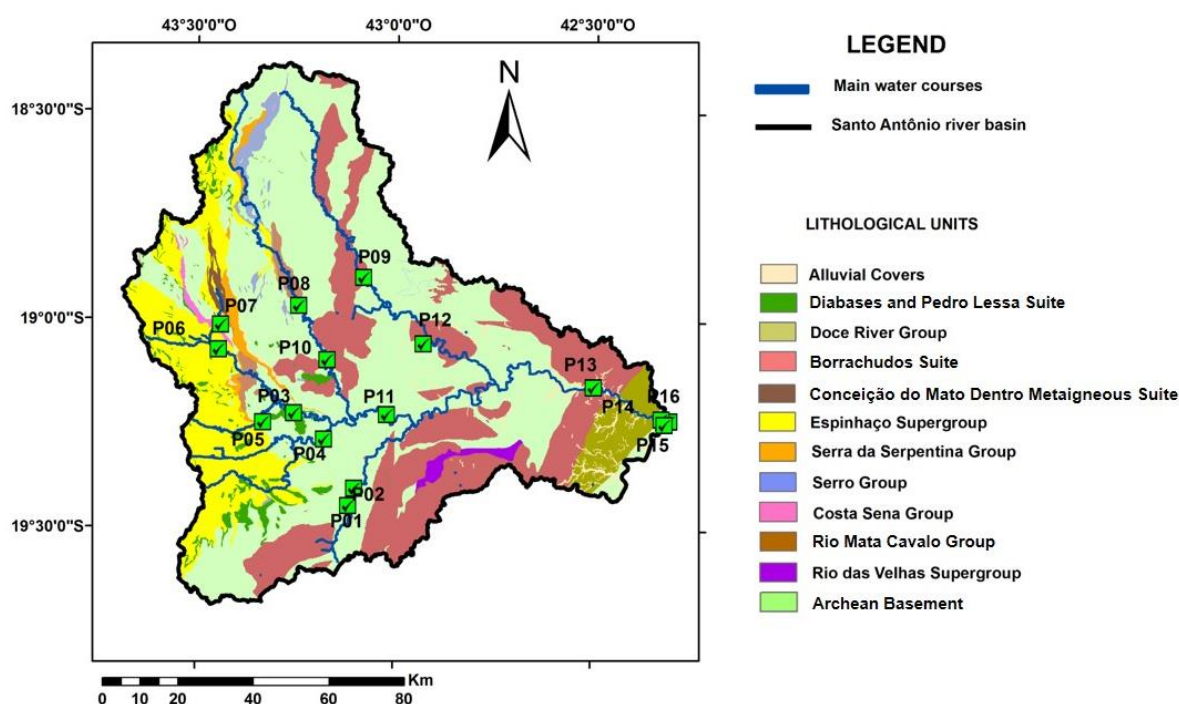 43°30'0"O 43°0'0"O 42°30'0"O
18°30'0"S
19°0'0"S
19°30'0"S
N
P09
P08
P07
P06
P12
P10
P13
P03
P11
P14
P16
P05
P04
P15
P02
P01
Km
0 10 20 40 60 80
LEGEND
Main water courses
Santo Antônio river basin
LITHOLOGICAL UNITS
Alluvial Covers
Diabases and Pedro Lessa Suite
Doce River Group
Borrachudos Suite
Conceição do Mato Dentro Metaigneous Suite
Espinhaço Supergroup
Serra da Serpentina Group
Serro Group
Costa Sena Group
Rio Mata Cavalo Group
Rio das Velhas Supergroup
Archean Basement